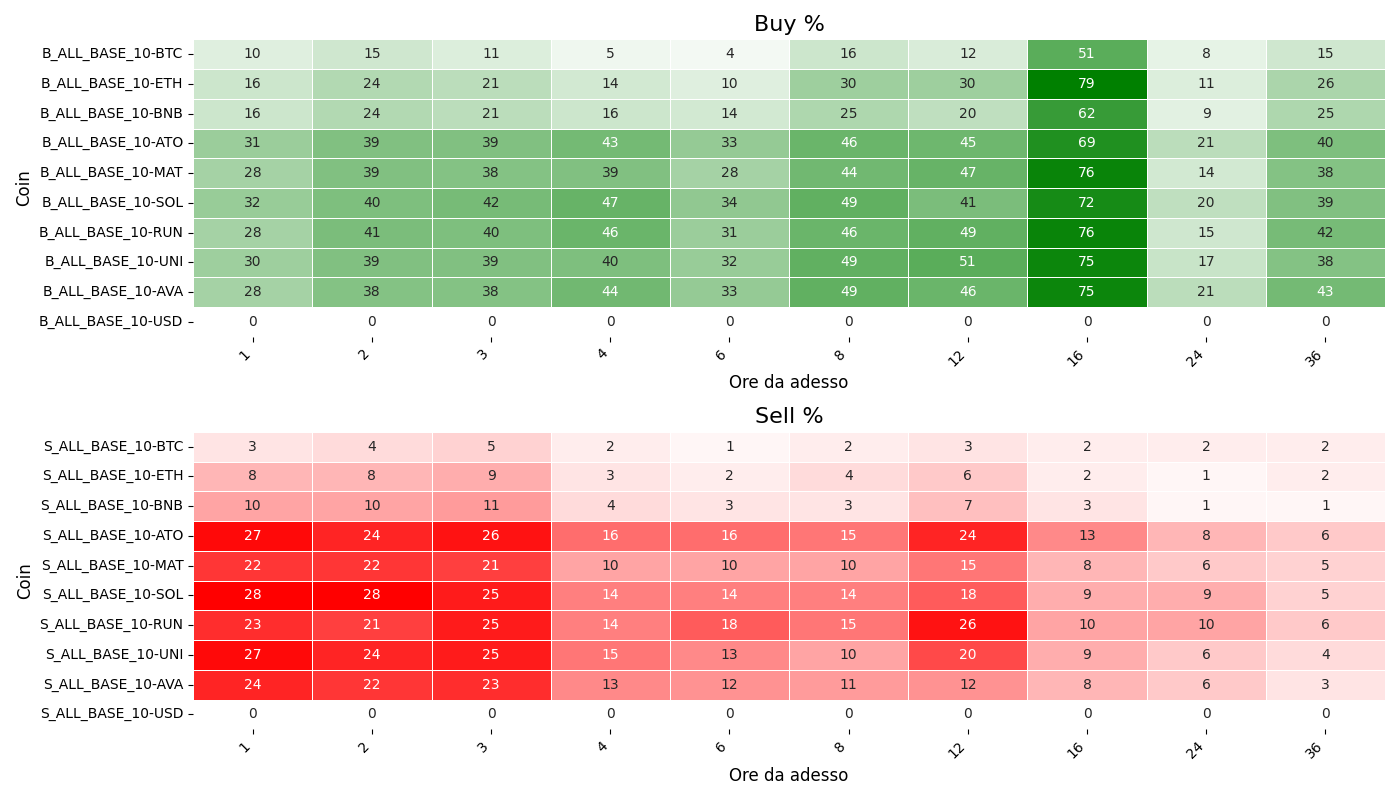 Buy %
Coin
B_ALL_BASE_10-BTC 10 15 11 5 4 16 12 51 8 15
B_ALL_BASE_10-ETH 16 24 21 14 10 30 30 79 11 26
B_ALL_BASE_10-BNB 16 24 21 16 14 25 20 62 9 25
B_ALL_BASE_10-ATO 31 39 39 43 33 46 45 69 21 40
B_ALL_BASE_10-MAT 28 39 38 39 28 44 47 76 14 38
B_ALL_BASE_10-SOL 32 40 42 47 34 49 41 72 20 39
B_ALL_BASE_10-RUN 28 41 40 46 31 46 49 76 15 42
B_ALL_BASE_10-UNI 30 39 39 40 32 49 51 75 17 38
B_ALL_BASE_10-AVA 28 38 38 44 33 49 46 75 21 43
B_ALL_BASE_10-USD 0 0 0 0 0 0 0 0 0 0
1 2 3 4 6 8 12 16 24 36
Ore da adesso
Sell %
Coin
S_ALL_BASE_10-BTC 3 4 5 2 1 2 3 2 2 2
S_ALL_BASE_10-ETH 8 8 9 3 2 4 6 2 1 2
S_ALL_BASE_10-BNB 10 10 11 4 3 3 7 3 1 1
S_ALL_BASE_10-ATO 27 24 26 16 16 15 24 13 8 6
S_ALL_BASE_10-MAT 22 22 21 10 10 10 15 8 6 5
S_ALL_BASE_10-SOL 28 28 25 14 14 14 18 9 9 5
S_ALL_BASE_10-RUN 23 21 25 14 18 15 26 10 10 6
S_ALL_BASE_10-UNI 27 24 25 15 13 10 20 9 6 4
S_ALL_BASE_10-AVA 24 22 23 13 12 11 12 8 6 3
S_ALL_BASE_10-USD 0 0 0 0 0 0 0 0 0 0
1 2 3 4 6 8 12 16 24 36
Ore da adesso